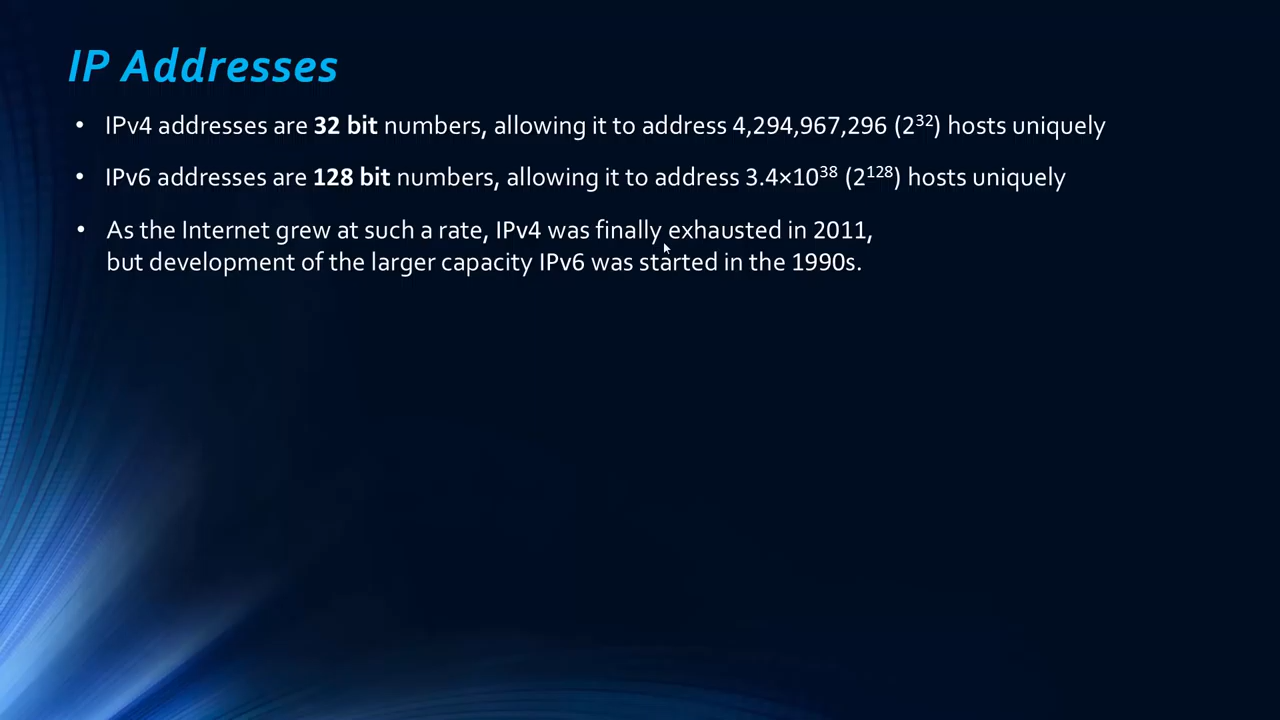 IP Addresses
• IPv4 addresses are 32 bit numbers, allowing it to address 4,294,967,296 (2³²) hosts uniquely
• IPv6 addresses are 128 bit numbers, allowing it to address 3.4×10³⁸ (2¹²⁸) hosts uniquely
• As the Internet grew at such a rate, IPv4 was finally exhausted in 2011,
but development of the larger capacity IPv6 was started in the 1990s.